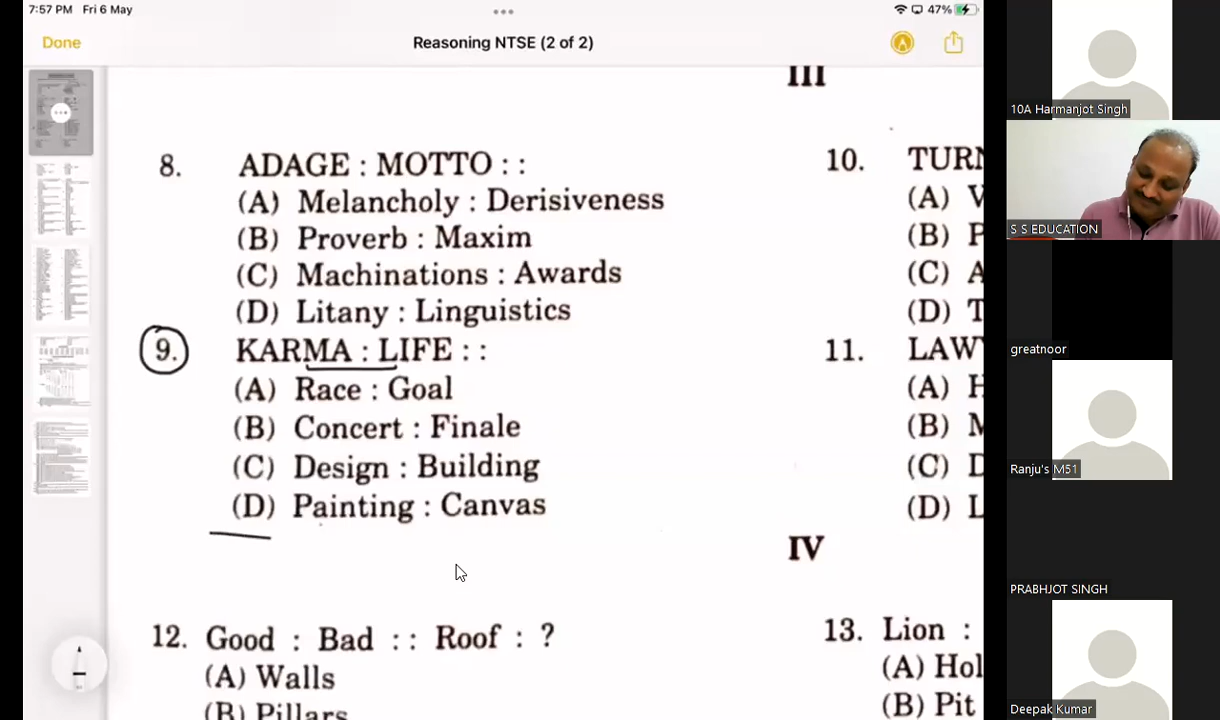 7:57 PM Fri 6 May
47%
Done
Reasoning NTSE (2 of 2)
III
8. ADAGE : MOTTO : :
(A) Melancholy : Derisiveness
(B) Proverb : Maxim
(C) Machinations : Awards
(D) Litany : Linguistics
9. KARMA : LIFE : :
(A) Race : Goal
(B) Concert : Finale
(C) Design : Building
(D) Painting : Canvas
10. TURN
(A) V
(B) P
(C) A
(D) T
11. LAWY
(A) H
(B) M
(C) D
(D) L
IV
12. Good : Bad : : Roof : ?
(A) Walls
(B) Pillars
13. Lion :
(A) Hol
(B) Pit
10A Harmanjot Singh
S S EDUCATION
greatnoor
Ranju's M51
PRABHJOT SINGH
Deepak Kumar